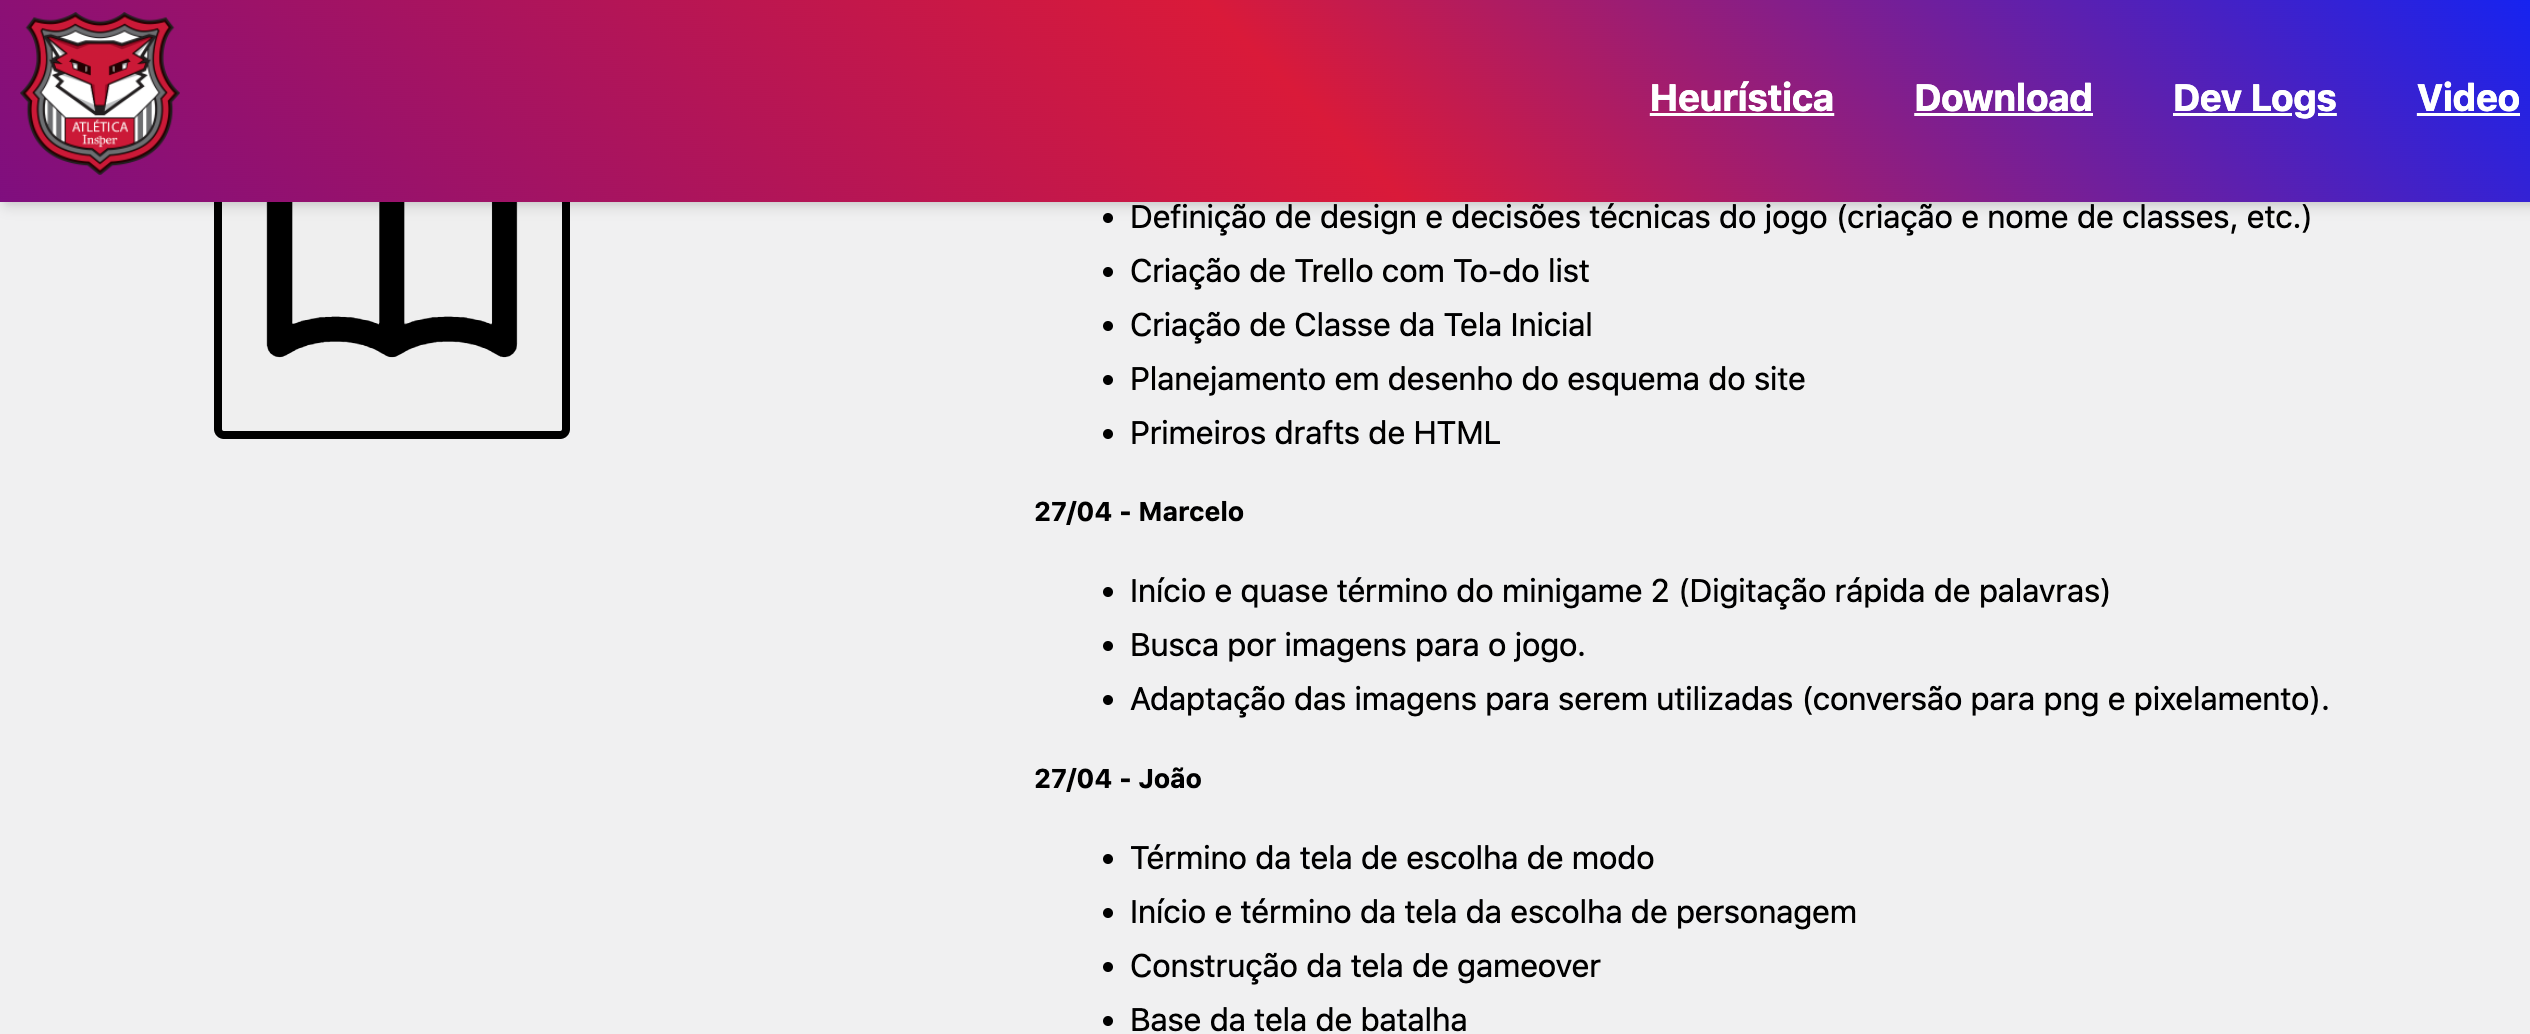 ATLÉTICA
Insper
Heurística Download Dev Logs Video
Definição de design e decisões técnicas do jogo (criação e nome de classes, etc.)
Criação de Trello com To-do list
Criação de Classe da Tela Inicial
Planejamento em desenho do esquema do site
Primeiros drafts de HTML
27/04 - Marcelo
Início e quase término do minigame 2 (Digitação rápida de palavras)
Busca por imagens para o jogo.
Adaptação das imagens para serem utilizadas (conversão para png e pixelamento).
27/04 - João
Término da tela de escolha de modo
Início e término da tela da escolha de personagem
Construção da tela de gameover
Base da tela de batalha